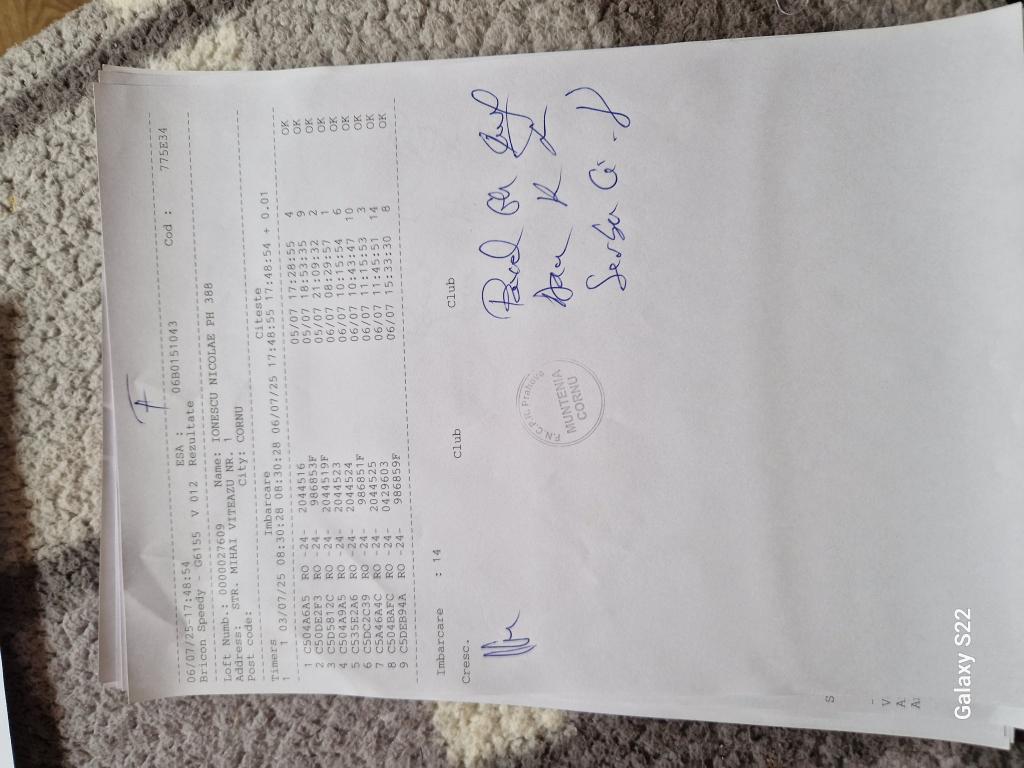 F
06/07/25-17:48:54 ESA : 06B0151043 Cod : 775E34
Bricon Speedy - G6155 V 012 Rezultate
Loft Numb.: 0000027609 Name: IONESCU NICOLAE PH 388
Address: STR. MIHAI VITEAZU NR. 1
Post code: City: CORNU
Imbarcare Citeste
Timers
1 1 03/07/25 08:30:28 08:30:28 06/07/25 17:48:55 17:48:54 + 0.01
1 C504A6A5 RO -24- 2044516 05/07 17:28:55 4 OK
2 C50DE2F3 RO -24- 986853F 05/07 18:53:35 9 OK
3 C5D5812C RO -24- 2044519F 05/07 21:09:32 2 OK
4 C504A9A5 RO -24- 2044523 06/07 08:29:57 1 OK
5 C535E2A6 RO -24- 2044524 06/07 10:15:54 6 OK
6 C5DC2C39 RO -24- 986851F 06/07 10:43:47 10 OK
7 C5A46A4C RO -24- 2044525 06/07 11:13:53 3 OK
8 C504BAFC RO -24- 0429603 06/07 11:45:51 14 OK
9 C5DEB94A RO -24- 986859F 06/07 15:33:30 8 OK
Imbarcare : 14
Cresc. Club Club
F.N.C.P.R. Prahova
MUNTENIA
CORNU
S
-
V
A
A
Galaxy S22